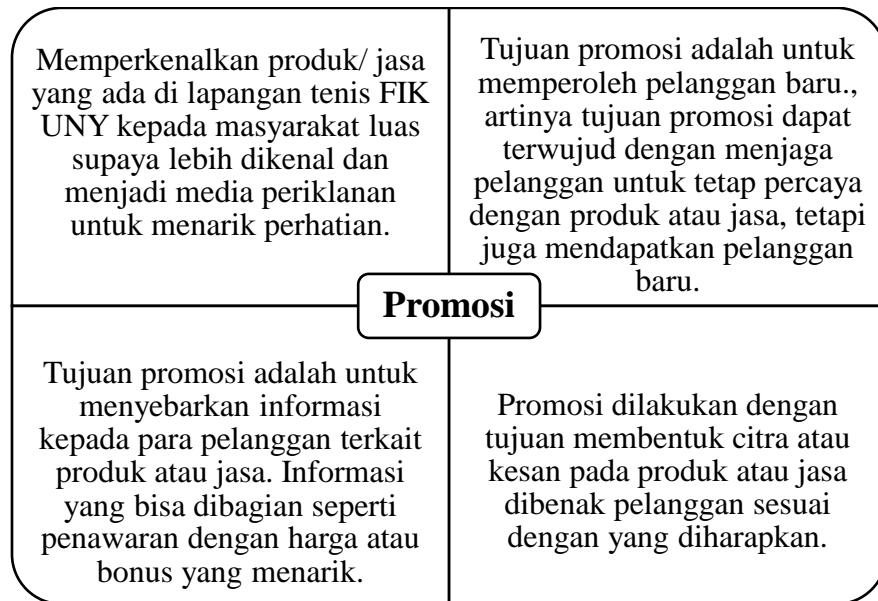 Memperkenalkan produk/ jasa
yang ada di lapangan tenis FIK
UNY kepada masyarakat luas
supaya lebih dikenal dan
menjadi media periklanan
untuk menarik perhatian.
Tujuan promosi adalah untuk
memperoleh pelanggan baru.,
artinya tujuan promosi dapat
terwujud dengan menjaga
pelanggan untuk tetap percaya
dengan produk atau jasa, tetapi
juga mendapatkan pelanggan
baru.
Promosi
Tujuan promosi adalah untuk
menyebarkan informasi
kepada para pelanggan terkait
produk atau jasa. Informasi
yang bisa dibagian seperti
penawaran dengan harga atau
bonus yang menarik.
Promosi dilakukan dengan
tujuan membentuk citra atau
kesan pada produk atau jasa
dibenak pelanggan sesuai
dengan yang diharapkan.